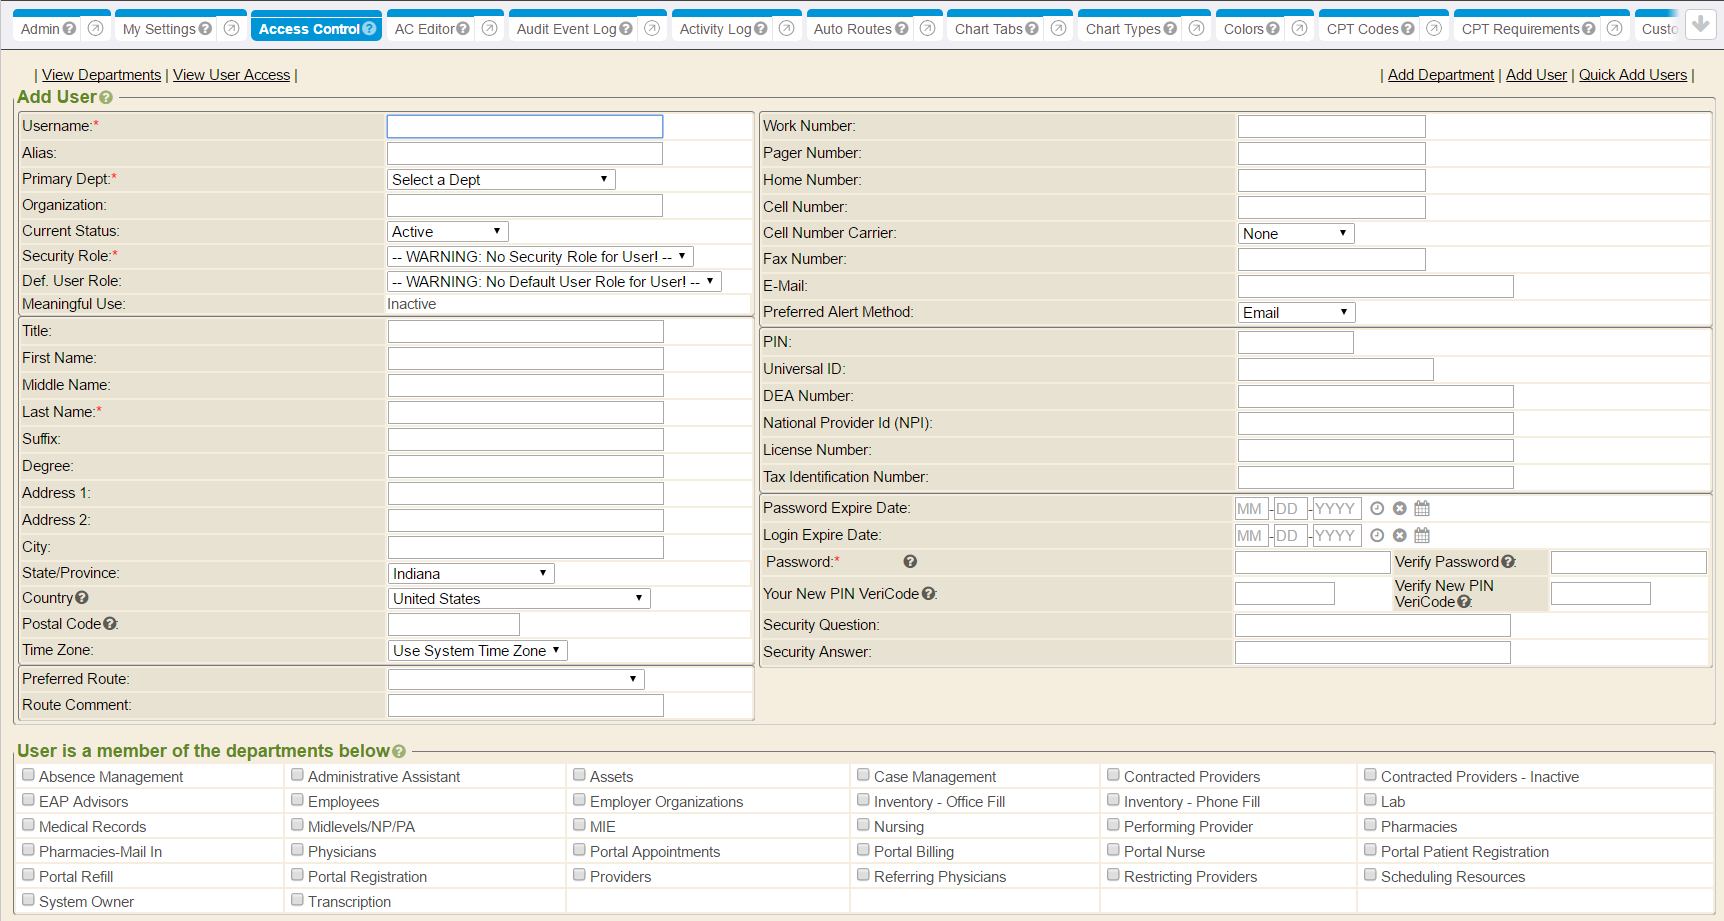 Admin My Settings Access Control AC Editor Audit Event Log Activity Log Auto Routes Chart Tabs Chart Types Colors CPT Codes CPT Requirements Custo
| View Departments | View User Access | | Add Department | Add User | Quick Add Users |
Add User
Username:*
Alias:
Primary Dept:* Select a Dept
Organization:
Current Status: Active
Security Role:* -- WARNING: No Security Role for User! --
Def. User Role: -- WARNING: No Default User Role for User! --
Meaningful Use: Inactive
Title:
First Name:
Middle Name:
Last Name:*
Suffix:
Degree:
Address 1:
Address 2:
City:
State/Province: Indiana
Country United States
Postal Code :
Time Zone: Use System Time Zone
Preferred Route:
Route Comment:
Work Number:
Pager Number:
Home Number:
Cell Number:
Cell Number Carrier: None
Fax Number:
E-Mail:
Preferred Alert Method: Email
PIN:
Universal ID:
DEA Number:
National Provider Id (NPI):
License Number:
Tax Identification Number:
Password Expire Date: MM - DD - YYYY
Login Expire Date: MM - DD - YYYY
Password:* Verify Password :
Your New PIN VeriCode : Verify New PIN
VeriCode :
Security Question:
Security Answer:
User is a member of the departments below
Absence Management Administrative Assistant Assets Case Management Contracted Providers Contracted Providers - Inactive
EAP Advisors Employees Employer Organizations Inventory - Office Fill Inventory - Phone Fill Lab
Medical Records Midlevels/NP/PA MIE Nursing Performing Provider Pharmacies
Pharmacies-Mail In Physicians Portal Appointments Portal Billing Portal Nurse Portal Patient Registration
Portal Refill Portal Registration Providers Referring Physicians Restricting Providers Scheduling Resources
System Owner Transcription